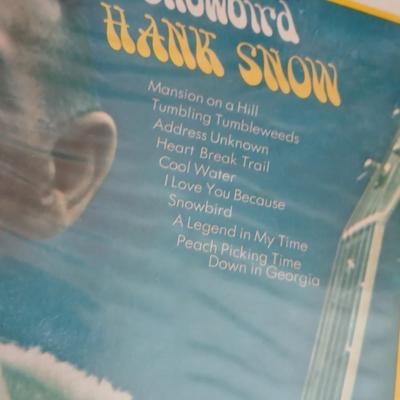 Snowbird
HANK SNOW
Mansion on a Hill
Tumbling Tumbleweeds
Address Unknown
Heart Break Trail
Cool Water
I Love You Because
Snowbird
A Legend in My Time
Peach Picking Time
Down in Georgia